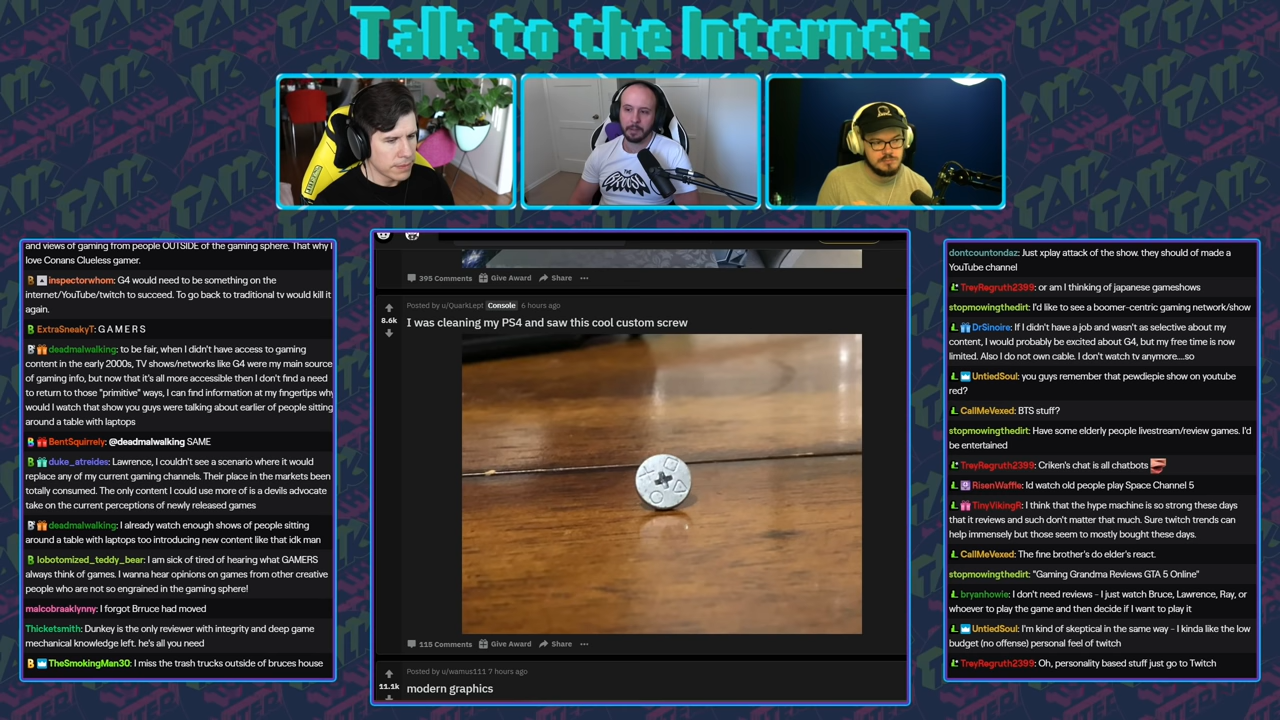 Talk to the Internet
THE
BRUISY
and views of gaming from people OUTSIDE of the gaming sphere. That why I
love Conans Clueless gamer.
inspectorwhorn: G4 would need to be something on the
internet/YouTube/twitch to succeed. To go back to traditional tv would kill it
again.
ExtraSneakyT: G A M E R S
deadmalwalking: to be fair, when I didn't have access to gaming
content in the early 2000s, TV shows/networks like G4 were my main source
of gaming info, but now that it's all more accessible then I don't find a need
to return to those "primitive" ways, I can find information at my fingertips why
would I watch that show you guys were talking about earlier of people sitting
around a table with laptops
BentSquirrely: @deadmalwalking SAME
duke_atreides: Lawrence, I couldn't see a scenario where it would
replace any of my current gaming channels. Their place in the markets been
totally consumed. The only content I could use more of is a devils advocate
take on the current perceptions of newly released games
deadmalwalking: I already watch enough shows of people sitting
around a table with laptops too introducing new content like that idk man
lobotomized_teddy_bear: I am sick of tired of hearing what GAMERS
always think of games. I wanna hear opinions on games from other creative
people who are not so engrained in the gaming sphere!
malcobraaklynny: I forgot Brruce had moved
Thicketsmith: Dunkey is the only reviewer with integrity and deep game
mechanical knowledge left. he's all you need
TheSmokingMan30: I miss the trash trucks outside of bruces house
395 Comments Give Award Share ...
Posted by u/QuarkLept Console 6 hours ago
8.6k
I was cleaning my PS4 and saw this cool custom screw
115 Comments Give Award Share ...
Posted by u/wamus111 7 hours ago
11.1k
modern graphics
dontcountondaz: Just xplay attack of the show. they should of made a
YouTube channel
TreyRegruth2399: or am I thinking of japanese gameshows
stopmowingthedirt: I'd like to see a boomer-centric gaming network/show
DrSinoire: If I didn't have a job and wasn't as selective about my
content, I would probably be excited about G4, but my free time is now
limited. Also I do not own cable. I don't watch tv anymore....so
UntiedSoul: you guys remember that pewdiepie show on youtube
red?
CallMeVexed: BTS stuff?
stopmowingthedirt: Have some elderly people livestream/review games. I'd
be entertained
TreyRegruth2399: Criken's chat is all chatbots
RisenWaffle: Id watch old people play Space Channel 5
TinyVikingR: I think that the hype machine is so strong these days
that it reviews and such don't matter that much. Sure twitch trends can
help immensely but those seem to mostly bought these days.
CallMeVexed: The fine brother's do elder's react.
stopmowingthedirt: "Gaming Grandma Reviews GTA 5 Online"
bryanhowie: I don't need reviews - I just watch Bruce, Lawrence, Ray, or
whoever to play the game and then decide if I want to play it
UntiedSoul: I'm kind of skeptical in the same way - I kinda like the low
budget (no offense) personal feel of twitch
TreyRegruth2399: Oh, personality based stuff just go to Twitch